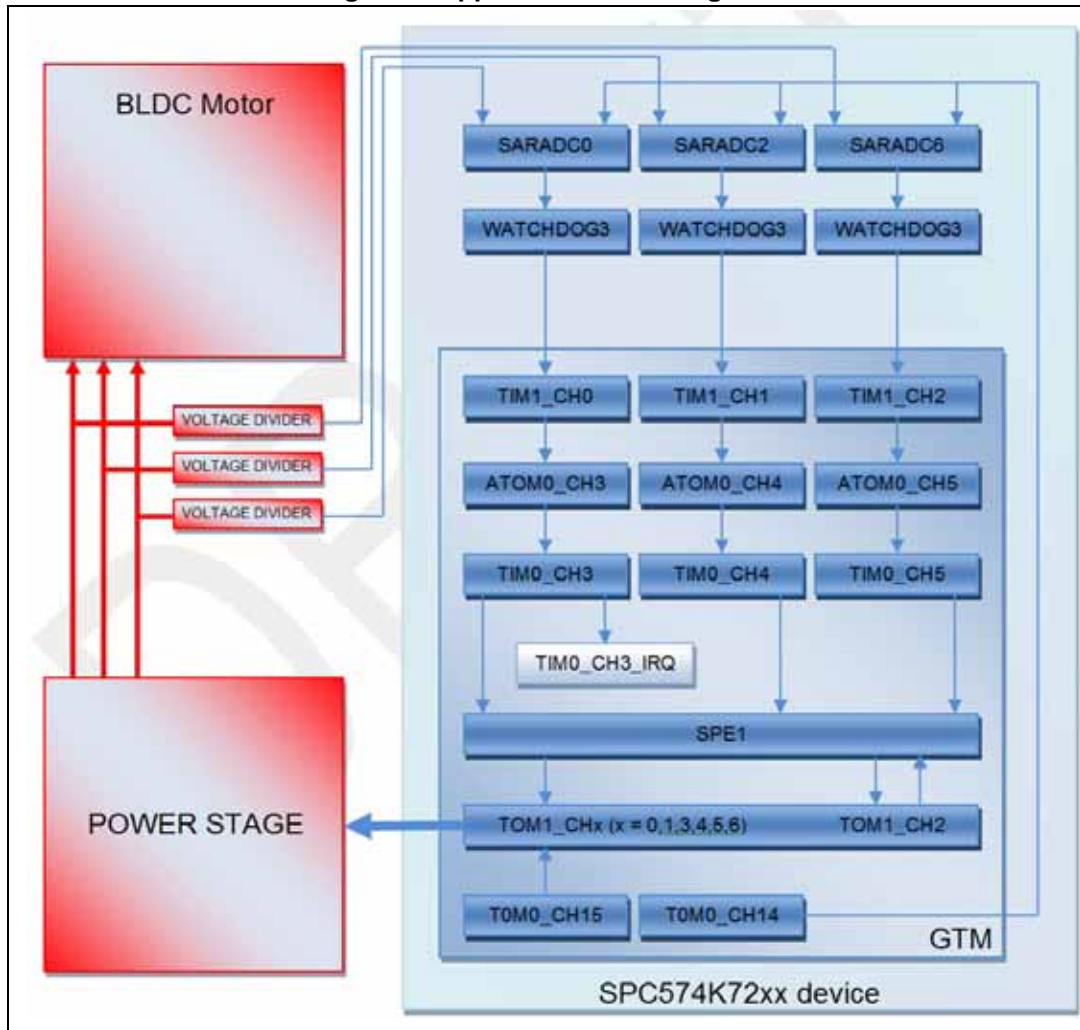 BLDC Motor
SARADC0
SARADC2
SARADC6
WATCHDOG3
WATCHDOG3
WATCHDOG3
TIM1_CH0
TIM1_CH1
TIM1_CH2
VOLTAGE DIVIDER
VOLTAGE DIVIDER
VOLTAGE DIVIDER
ATOM0_CH3
ATOM0_CH4
ATOM0_CH5
TIM0_CH3
TIM0_CH4
TIM0_CH5
TIM0_CH3_IRQ
SPE1
POWER STAGE
TOM1_CHx (x = 0,1,3,4,5,6)
TOM1_CH2
T0M0_CH15
T0M0_CH14
GTM
SPC574K72xx device